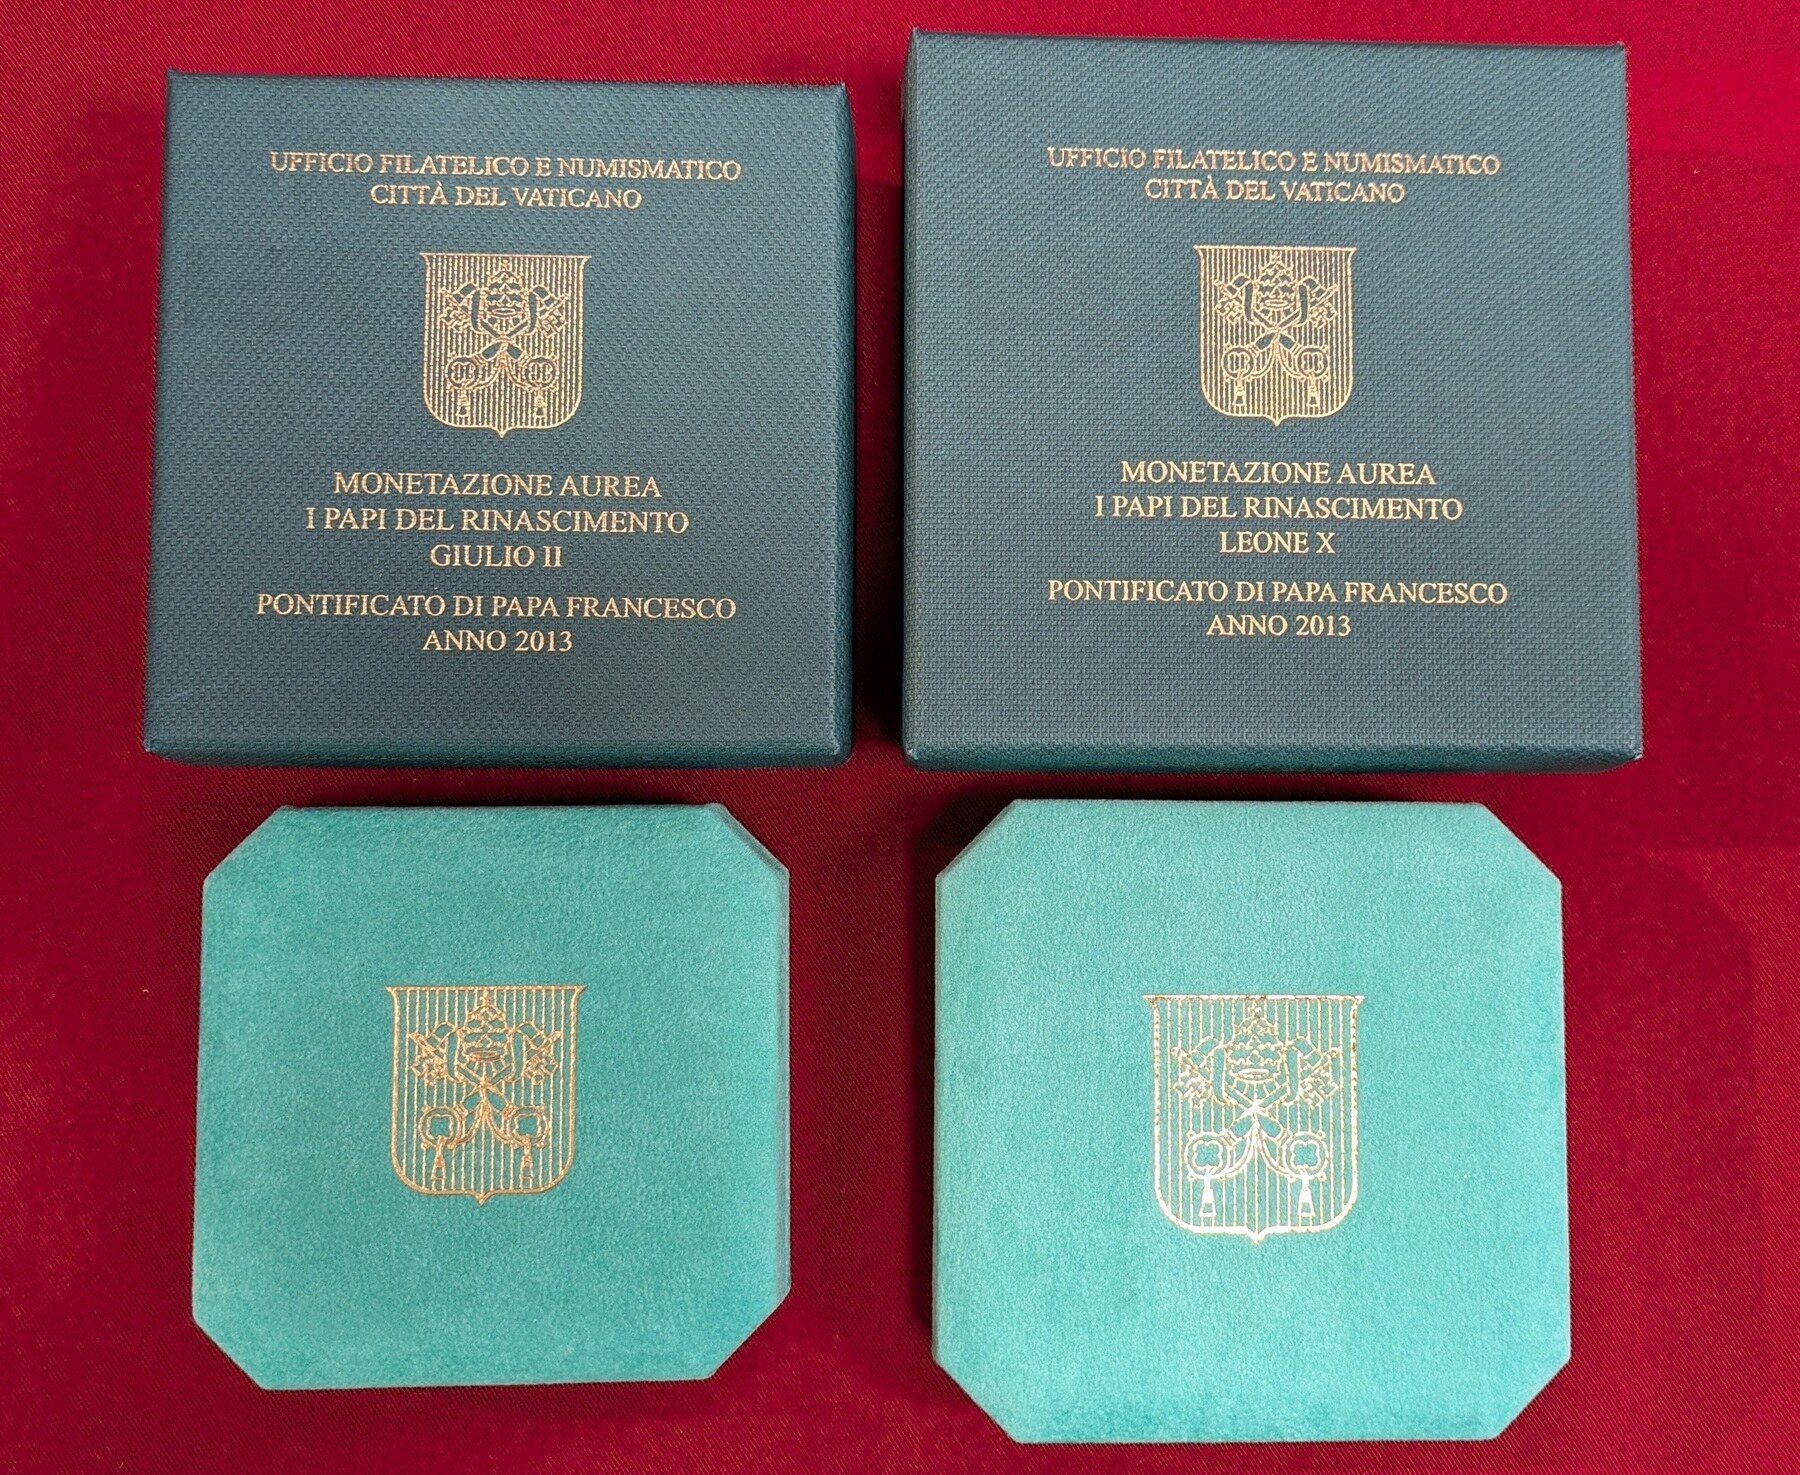 UFFICIO FILATELICO E NUMISMATICO
CITTÀ DEL VATICANO
MONETAZIONE AUREA
I PAPI DEL RINASCIMENTO
GIULIO II
PONTIFICATO DI PAPA FRANCESCO
ANNO 2013
UFFICIO FILATELICO E NUMISMATICO
CITTÀ DEL VATICANO
MONETAZIONE AUREA
I PAPI DEL RINASCIMENTO
LEONE X
PONTIFICATO DI PAPA FRANCESCO
ANNO 2013